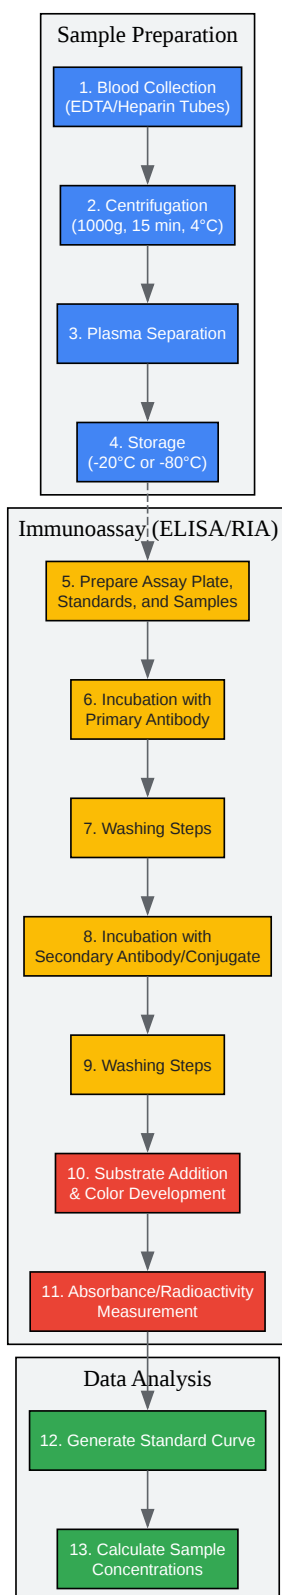 Sample Preparation
1. Blood Collection
(EDTA/Heparin Tubes)
2. Centrifugation
(1000g, 15 min, 4°C)
3. Plasma Separation
4. Storage
(-20°C or -80°C)
Immunoassay (ELISA/RIA)
5. Prepare Assay Plate,
Standards, and Samples
6. Incubation with
Primary Antibody
7. Washing Steps
8. Incubation with
Secondary Antibody/Conjugate
9. Washing Steps
10. Substrate Addition
& Color Development
11. Absorbance/Radioactivity
Measurement
Data Analysis
12. Generate Standard Curve
13. Calculate Sample
Concentrations